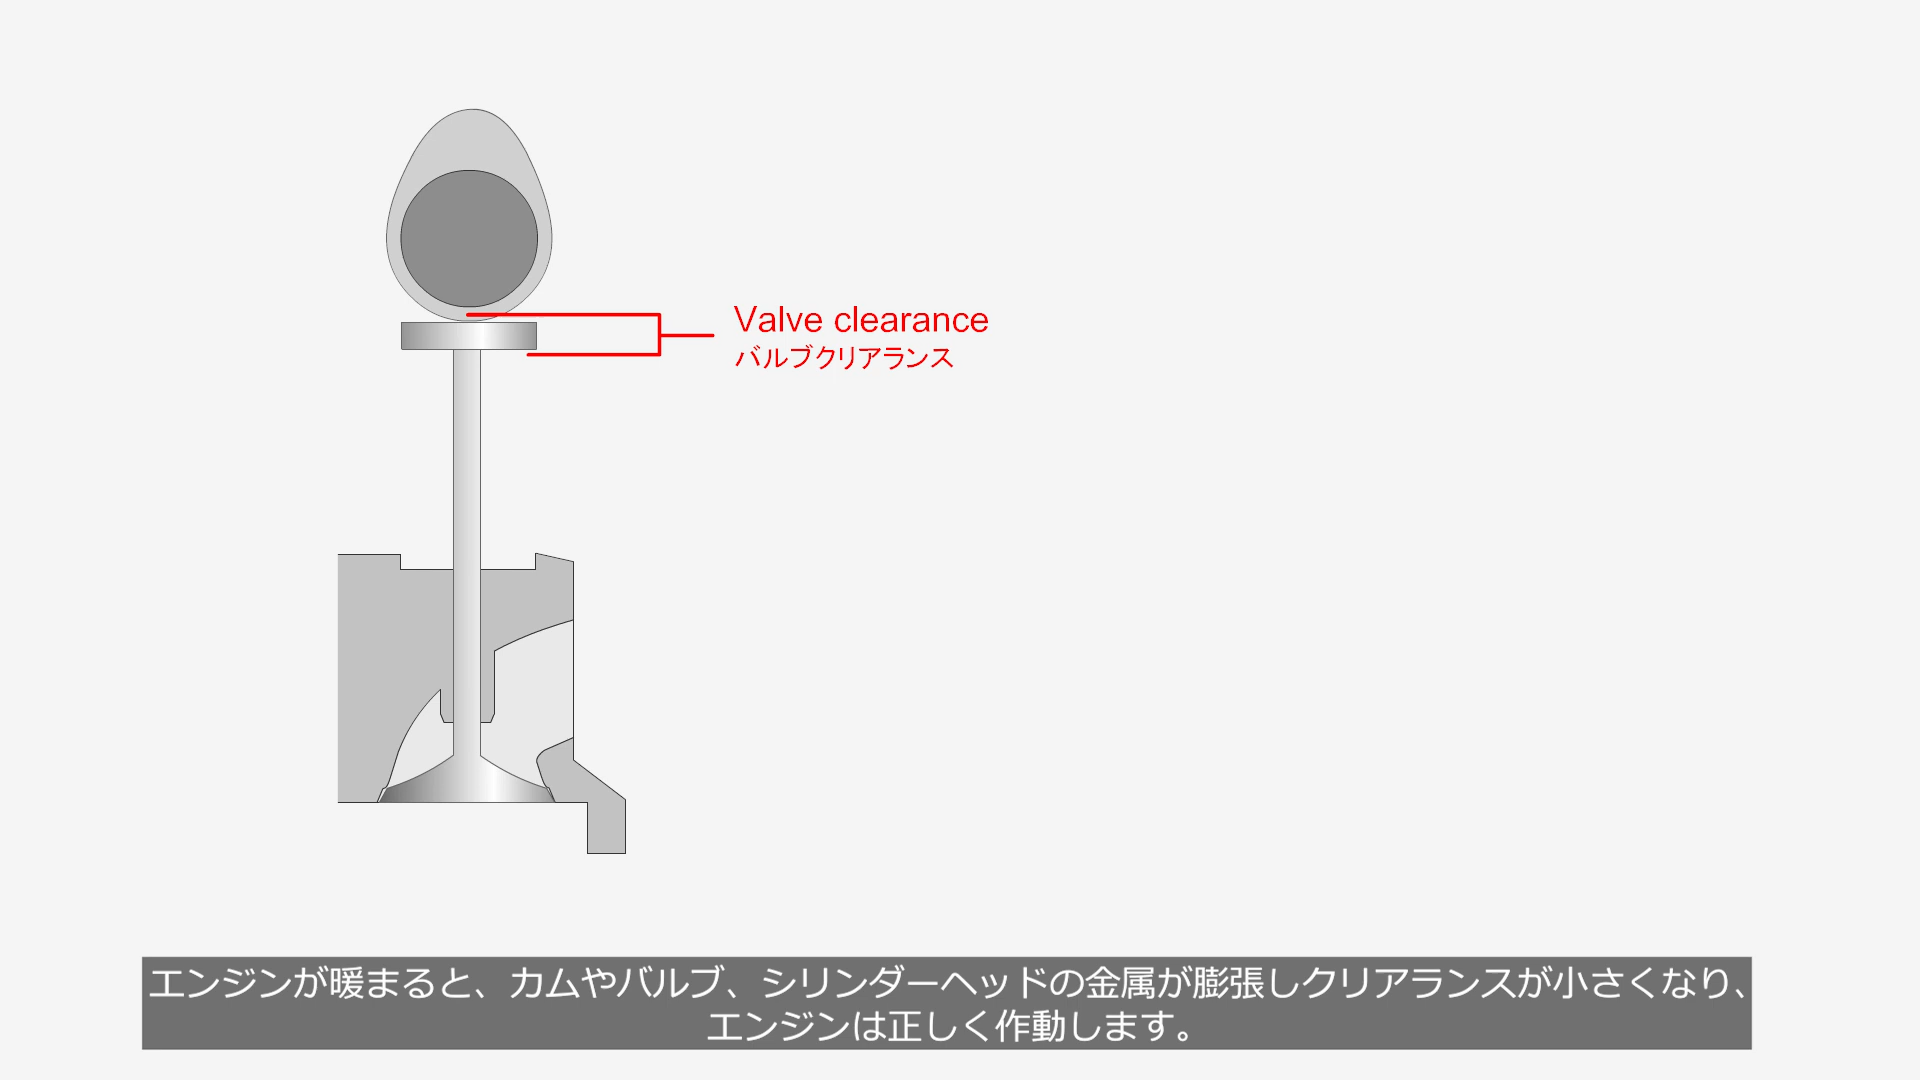 Valve clearance
バルブクリアランス
エンジンが暖まると、カムやバルブ、シリンダーヘッドの金属が膨張しクリアランスが小さくなり、
エンジンは正しく作動します。